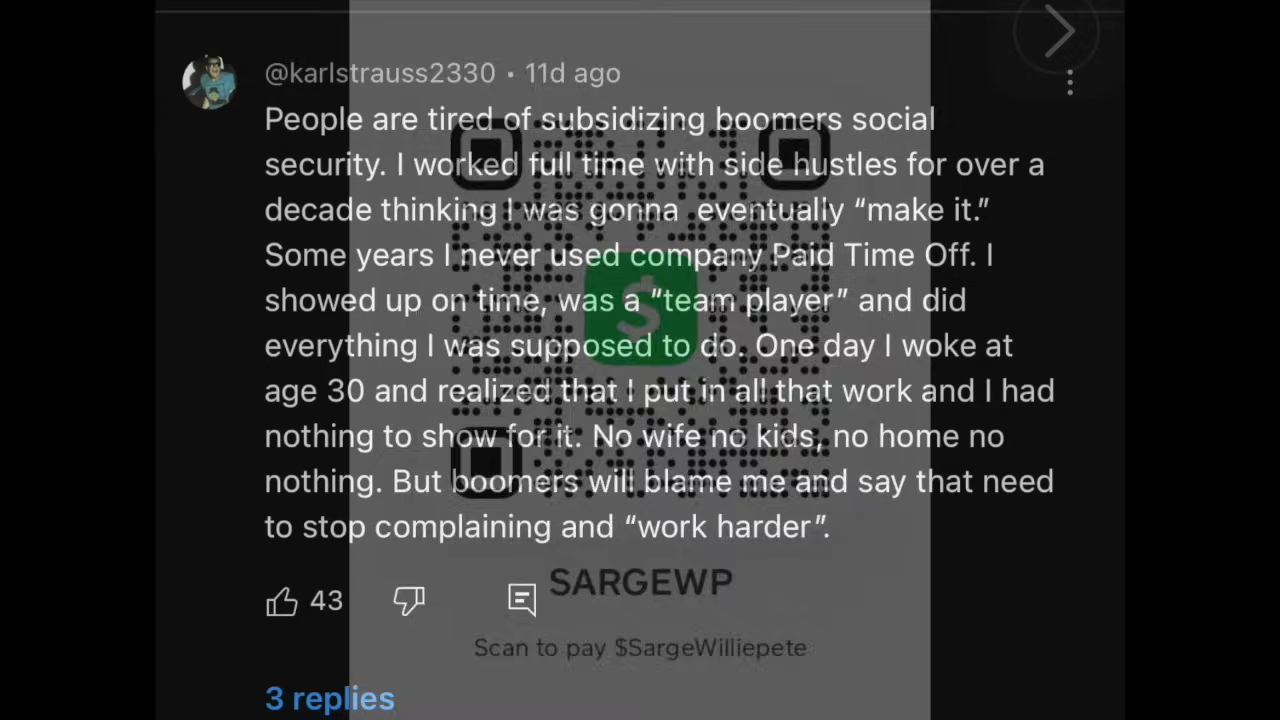 @karlstrauss2330 • 11d ago
People are tired of subsidizing boomers social
security. I worked full time with side hustles for over a
decade thinking I was gonna  eventually “make it.”
Some years I never used company Paid Time Off. I
showed up on time, was a “team player” and did
everything I was supposed to do. One day I woke at
age 30 and realized that I put in all that work and I had
nothing to show for it. No wife no kids, no home no
nothing. But boomers will blame me and say that need
to stop complaining and “work harder”.
43
SARGEWP
Scan to pay $SargeWilliepete
3 replies